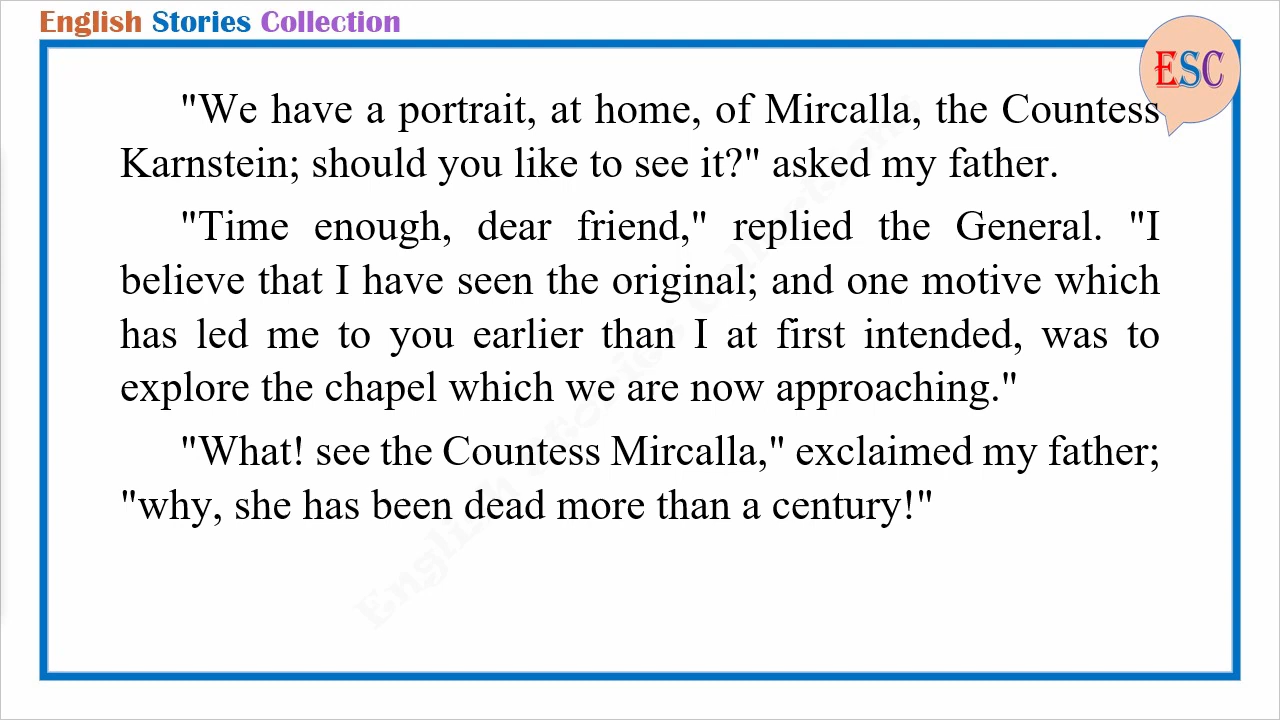 English Stories Collection
ESC
"We have a portrait, at home, of Mircalla, the Countess
Karnstein; should you like to see it?" asked my father.
"Time enough, dear friend," replied the General. "I
believe that I have seen the original; and one motive which
has led me to you earlier than I at first intended, was to
explore the chapel which we are now approaching."
"What! see the Countess Mircalla," exclaimed my father;
"why, she has been dead more than a century!"
English Stories Collections